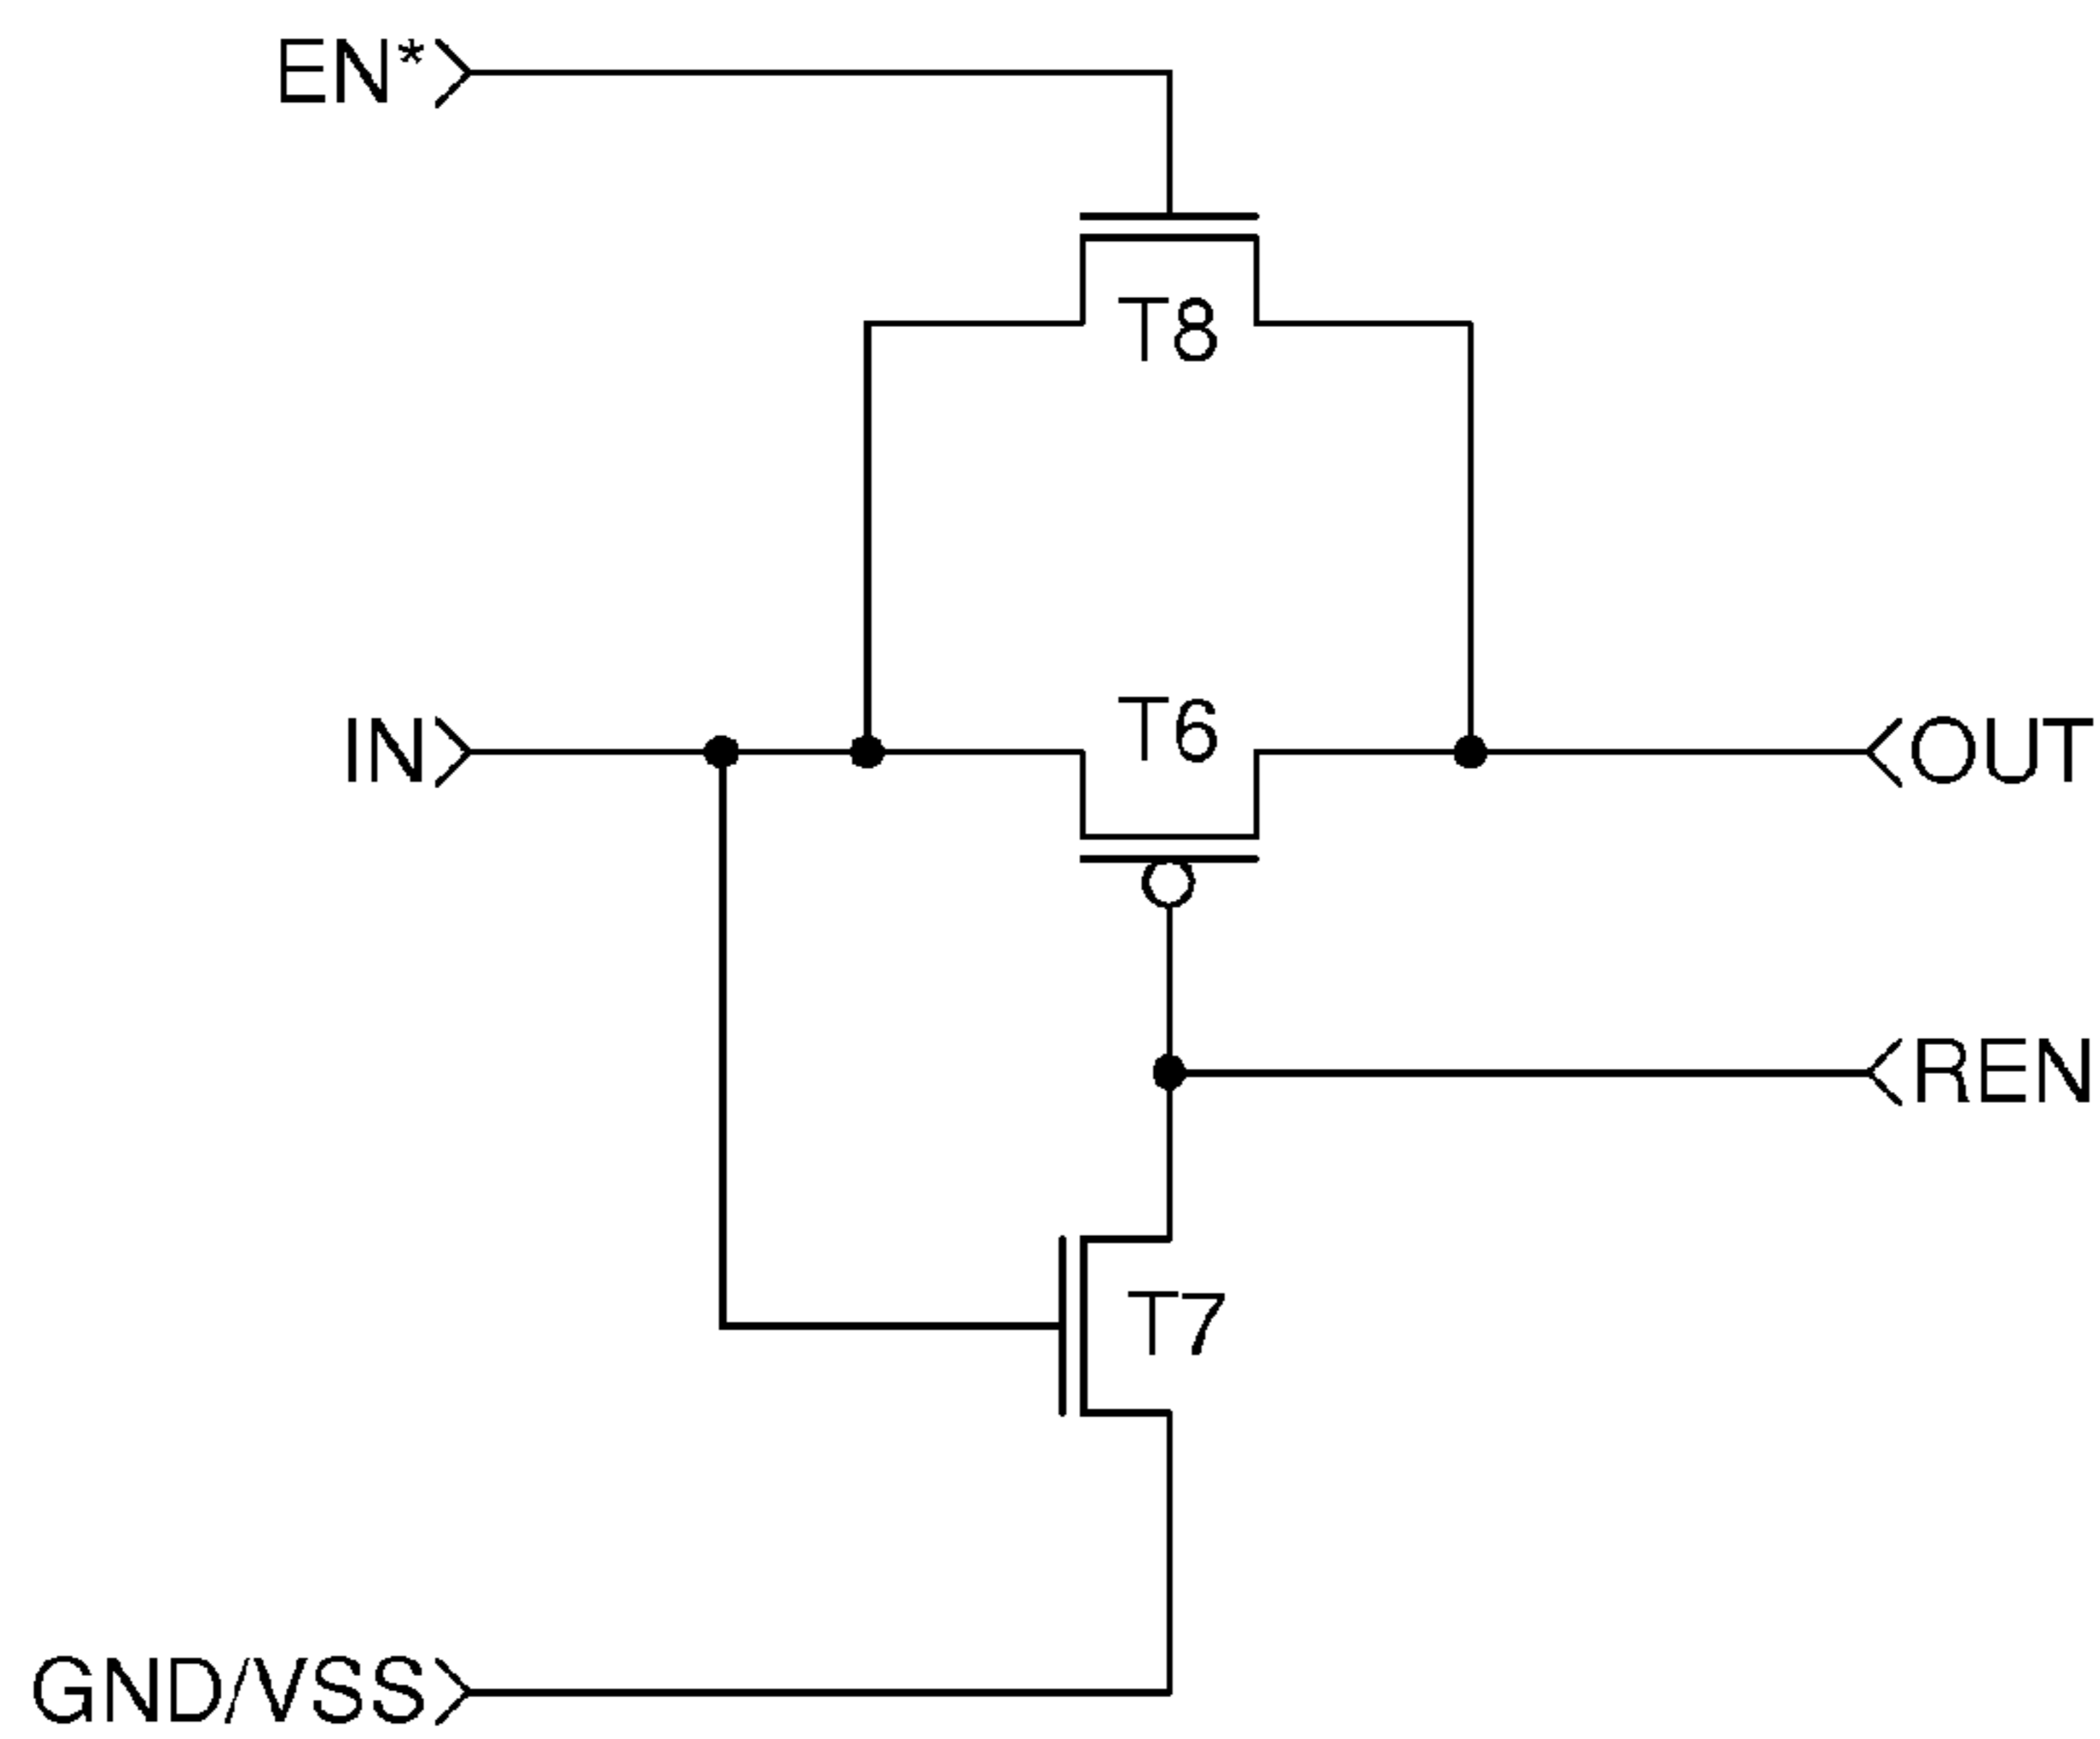 EN*
T8
T6
IN
OUT
REN
T7
GND/VSS